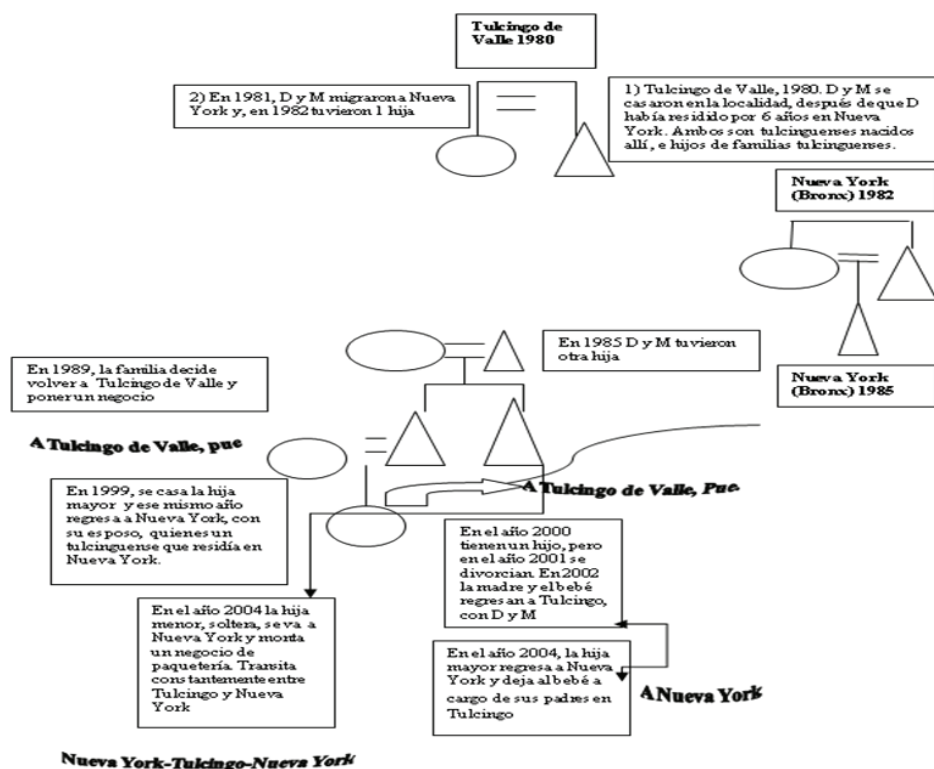 Tulcingo de
Valle 1980
2) En 1981, D y M migraron a Nueva
York y, en 1982 tuvieron 1 hija
1) Tulcingo de Valle, 1980. D y M se
casaron en la localidad, después de que D
había residido por 6 años en Nueva
York. Ambos son tulcinguenses nacidos
allí, e hijos de familias tulcinguenses.
Nueva York
(Bronx) 1982
En 1985 D y M tuvieron
otra hija
Nueva York
(Bronx) 1985
En 1989, la familia decide
volver a Tulcingo de Valle y
poner un negocio
A Tulcingo de Valle, pue
A Tulcingo de Valle, Pue.
En 1999, se casa la hija
mayor y ese mismo año
regresa a Nueva York, con
su esposo, quienes un
tulcinguense que residía en
Nueva York.
En el año 2000
tienen un hijo, pero
en el año 2001 se
divorcian. En 2002
la madre y el bebé
regresan a Tulcingo,
con D y M
En el año 2004 la hija
menor, soltera, se va a
Nueva York y monta
un negocio de
paquetería. Transita
constantemente entre
Tulcingo y Nueva
York
En el año 2004, la hija
mayor regresa a Nueva
York y deja al bebé a
cargo de sus padres en
Tulcingo
A Nueva York
Nueva York-Tulcingo-Nueva York